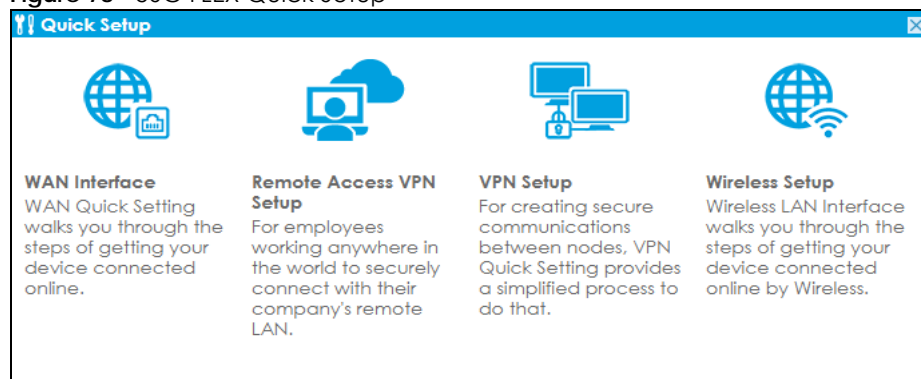 Quick Setup
WAN Interface
WAN Quick Setting
walks you through the
steps of getting your
device connected
online.
Remote Access VPN
Setup
For employees
working anywhere in
the world to securely
connect with their
company's remote
LAN.
VPN Setup
For creating secure
communications
between nodes, VPN
Quick Setting provides
a simplified process to
do that.
Wireless Setup
Wireless LAN Interface
walks you through the
steps of getting your
device connected
online by Wireless.